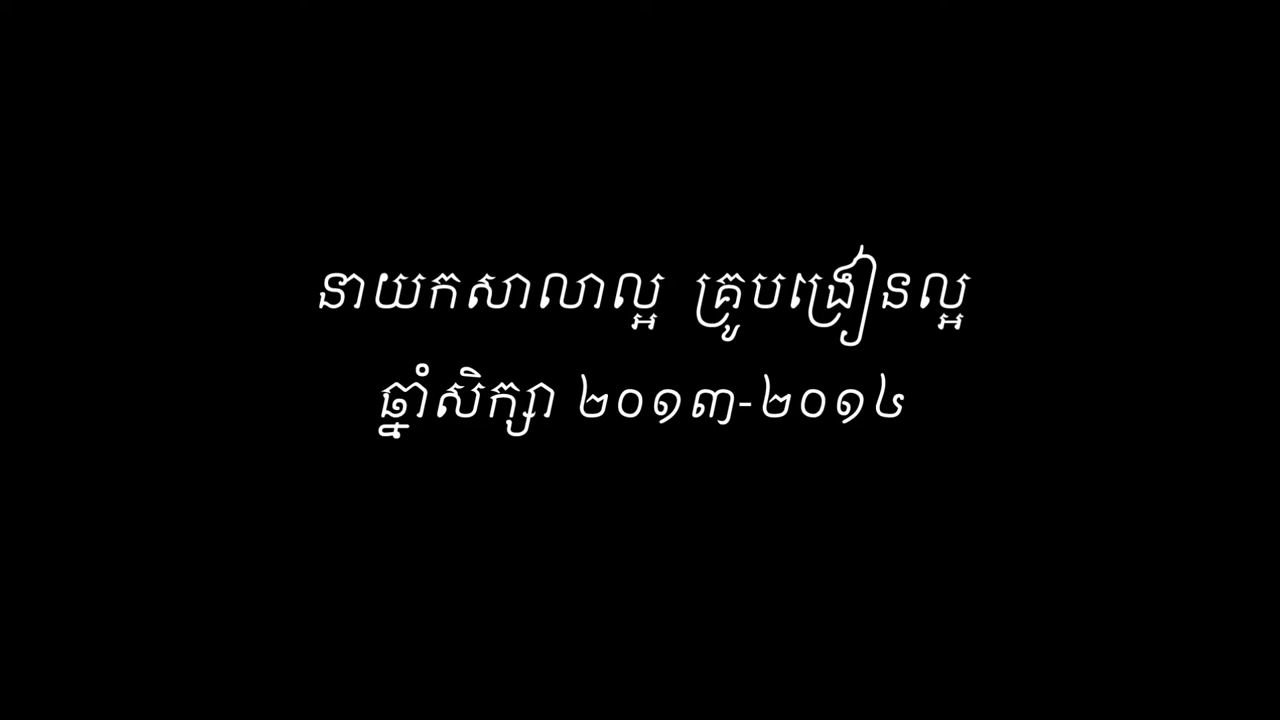 នាយកសាលាល្អ គ្រូបង្រៀនល្អ
ឆ្នាំសិក្សា ២០១៣-២០១៤